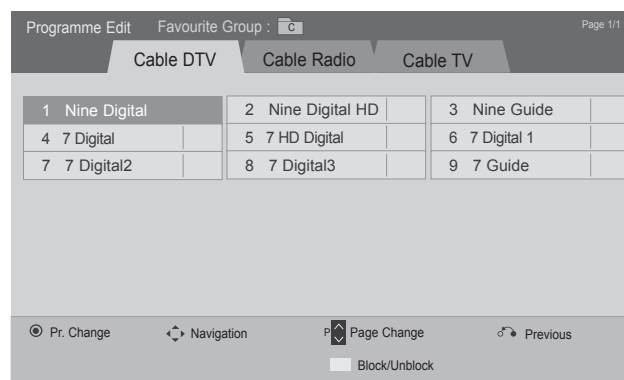 Programme Edit Favourite Group : C Page 1/1
Cable DTV Cable Radio Cable TV
1 Nine Digital 2 Nine Digital HD 3 Nine Guide
4 7 Digital 5 7 HD Digital 6 7 Digital 1
7 7 Digital2 8 7 Digital3 9 7 Guide
Pr. Change Navigation P Page Change Previous
Block/Unblock